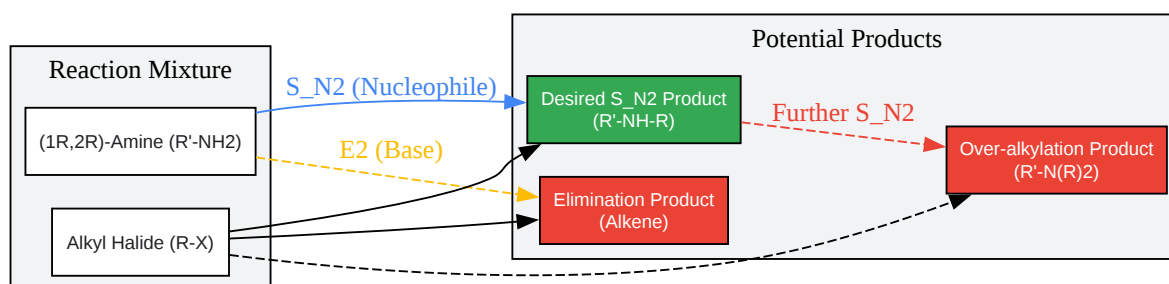 Reaction Mixture
(1R,2R)-Amine (R'-NH2)
Alkyl Halide (R-X)
S_N2 (Nucleophile)
E2 (Base)
Potential Products
Desired S_N2 Product
(R'-NH-R)
Elimination Product
(Alkene)
Further S_N2
Over-alkylation Product
(R'-N(R)2)